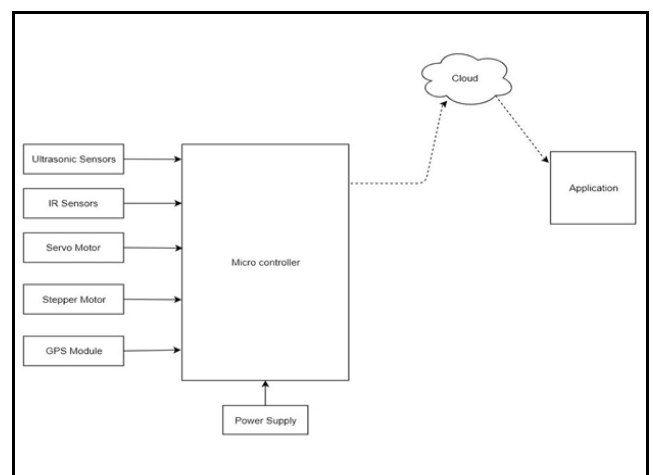 Cloud
Ultrasonic Sensors
Application
IR Sensors
Servo Motor
Micro controller
Stepper Motor
GPS Module
Power Supply